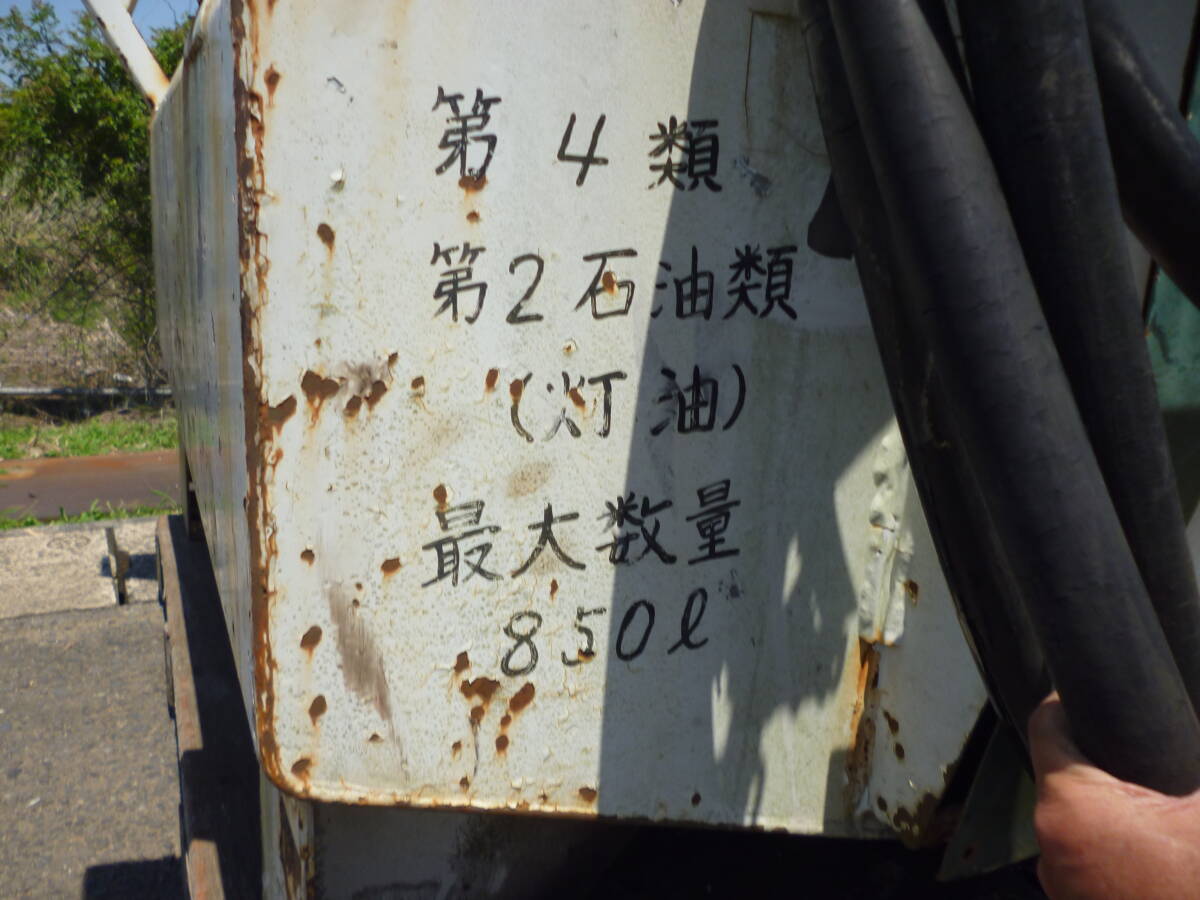 第4類
第2石油類
(灯油)
最大数量
850ℓ